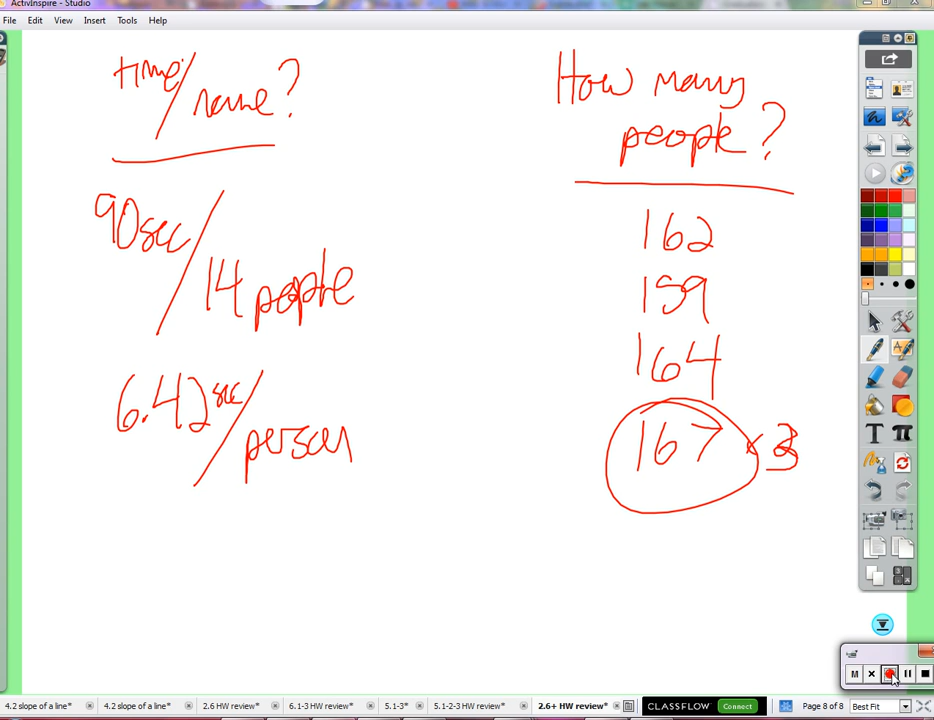 ActivInspire - Studio
File Edit View Insert Tools Help
time/
name?
90sec/
14 people
6.42 sec/
person
How many
people?
162
159
164
167
M
4.2 slope of a line* 4.2 slope of a line* 2.6 HW review* 6.1-3 HW review* 5.1-3* 5.1-2-3 HW review* 2.6+ HW review* CLASSFLOW Connect Page 8 of 8 Best Fit